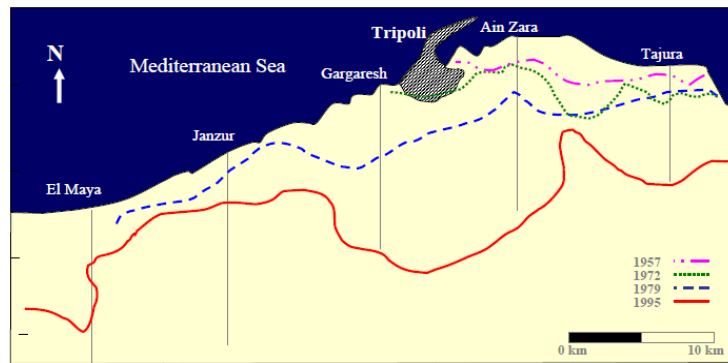 Tripoli
Ain Zara
N
Mediterranean Sea
Gargaresh
Tajura
Janzur
El Maya
1957
1972
1979
1995
0 km 10 km